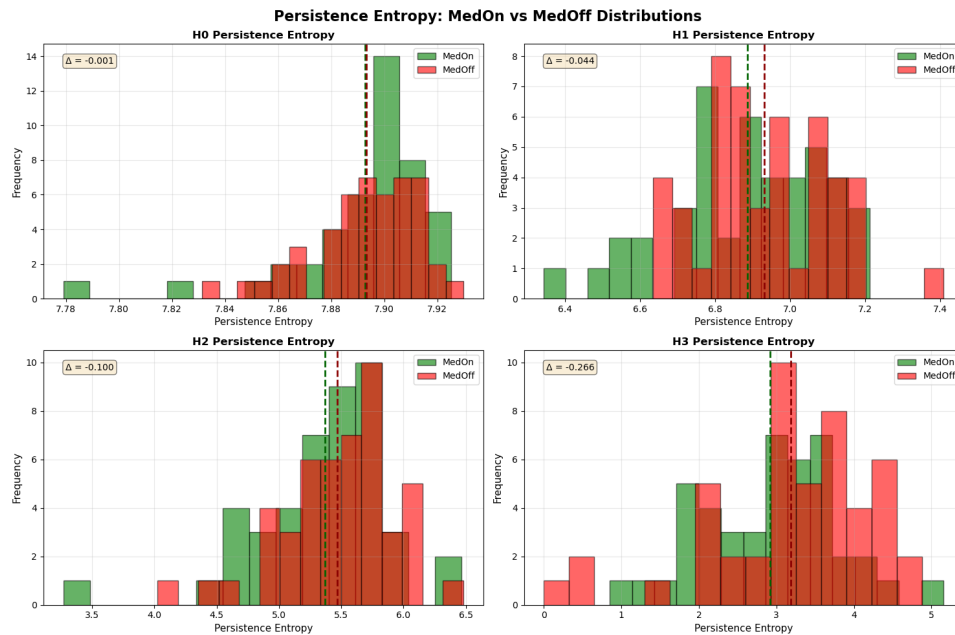 Persistence Entropy: MedOn vs MedOff Distributions
H0 Persistence Entropy
Δ = -0.001
MedOn
MedOff
Frequency
14
12
10
8
6
4
2
0
7.78 7.80 7.82 7.84 7.86 7.88 7.90 7.92
Persistence Entropy
H1 Persistence Entropy
Δ = -0.044
MedOn
MedOff
Frequency
8
7
6
5
4
3
2
1
0
6.4 6.6 6.8 7.0 7.2 7.4
Persistence Entropy
H2 Persistence Entropy
Δ = -0.100
MedOn
MedOff
Frequency
10
8
6
4
2
0
3.5 4.0 4.5 5.0 5.5 6.0 6.5
Persistence Entropy
H3 Persistence Entropy
Δ = -0.266
MedOn
MedOff
Frequency
10
8
6
4
2
0
0 1 2 3 4 5
Persistence Entropy